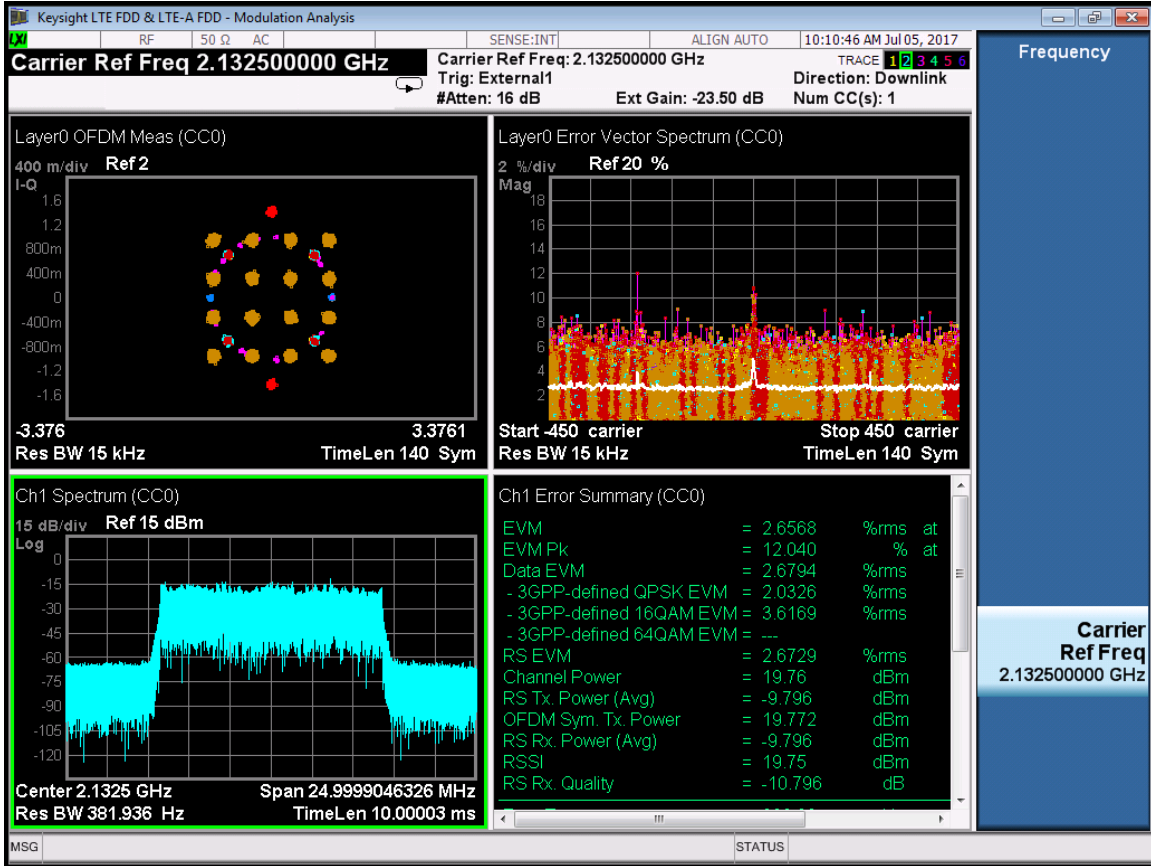 Keysight LTE FDD & LTE-A FDD - Modulation Analysis
LXI RF 50 Ω AC SENSE:INT ALIGN AUTO 10:10:46 AM Jul 05, 2017
Carrier Ref Freq 2.132500000 GHz
Carrier Ref Freq: 2.132500000 GHz
Trig: External1
#Atten: 16 dB Ext Gain: -23.50 dB
TRACE 1 2 3 4 5 6
Direction: Downlink
Num CC(s): 1
Frequency
Layer0 OFDM Meas (CC0)
400 m/div Ref 2
I-Q
1.6
1.2
800m
400m
0
-400m
-800m
-1.2
-1.6
-3.376 3.3761
Res BW 15 kHz TimeLen 140 Sym
Layer0 Error Vector Spectrum (CC0)
2 %/div Ref 20 %
Mag
18
16
14
12
10
8
6
4
2
Start -450 carrier Stop 450 carrier
Res BW 15 kHz TimeLen 140 Sym
Ch1 Spectrum (CC0)
15 dB/div Ref 15 dBm
Log
0
-15
-30
-45
-60
-75
-90
-105
-120
Center 2.1325 GHz Span 24.9999046326 MHz
Res BW 381.936 Hz TimeLen 10.00003 ms
Ch1 Error Summary (CC0)
EVM = 2.6568 %rms at
EVM Pk = 12.040 % at
Data EVM = 2.6794 %rms
- 3GPP-defined QPSK EVM = 2.0326 %rms
- 3GPP-defined 16QAM EVM = 3.6169 %rms
- 3GPP-defined 64QAM EVM = ---
RS EVM = 2.6729 %rms
Channel Power = 19.76 dBm
RS Tx. Power (Avg) = -9.796 dBm
OFDM Sym. Tx. Power = 19.772 dBm
RS Rx. Power (Avg) = -9.796 dBm
RSSI = 19.75 dBm
RS Rx. Quality = -10.796 dB
Carrier
Ref Freq
2.132500000 GHz
MSG STATUS